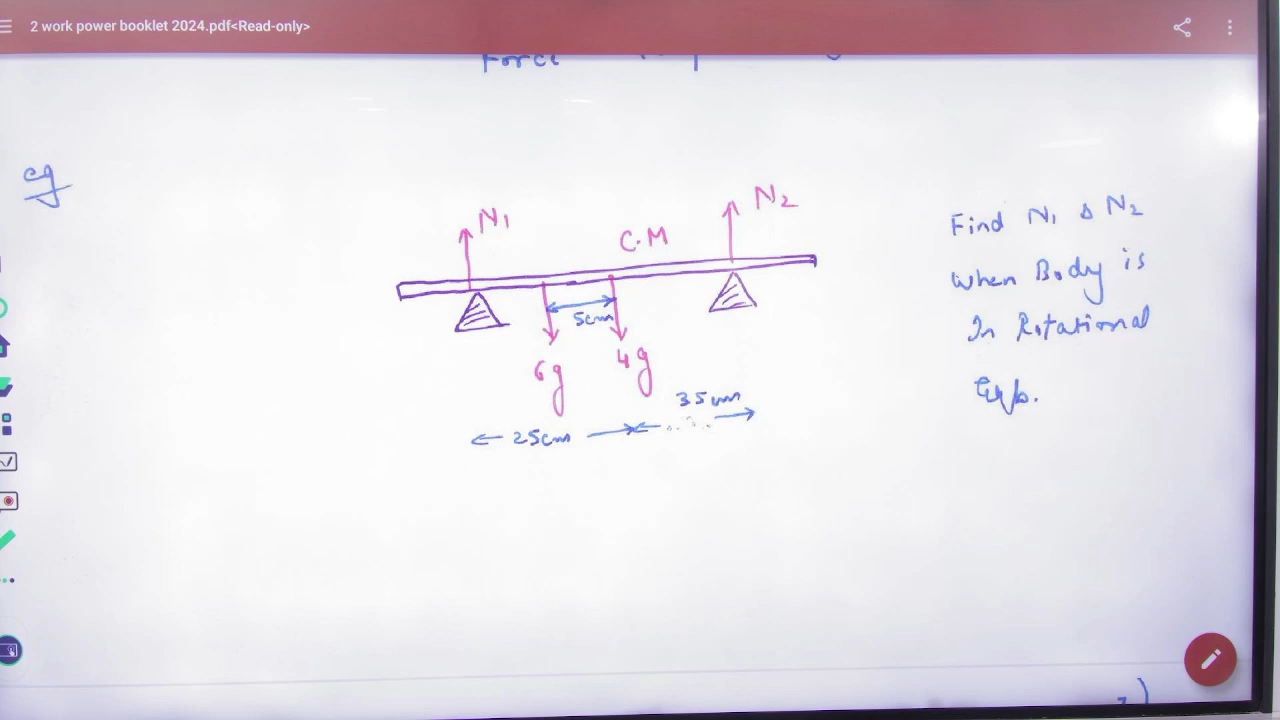 2 work power booklet 2024.pdf<Read-only>
Force
eg
N1
N2
C.M
5cm
6g
4g
25cm
35cm
Find N1 & N2
when Body is
In Rotational
Eqb.